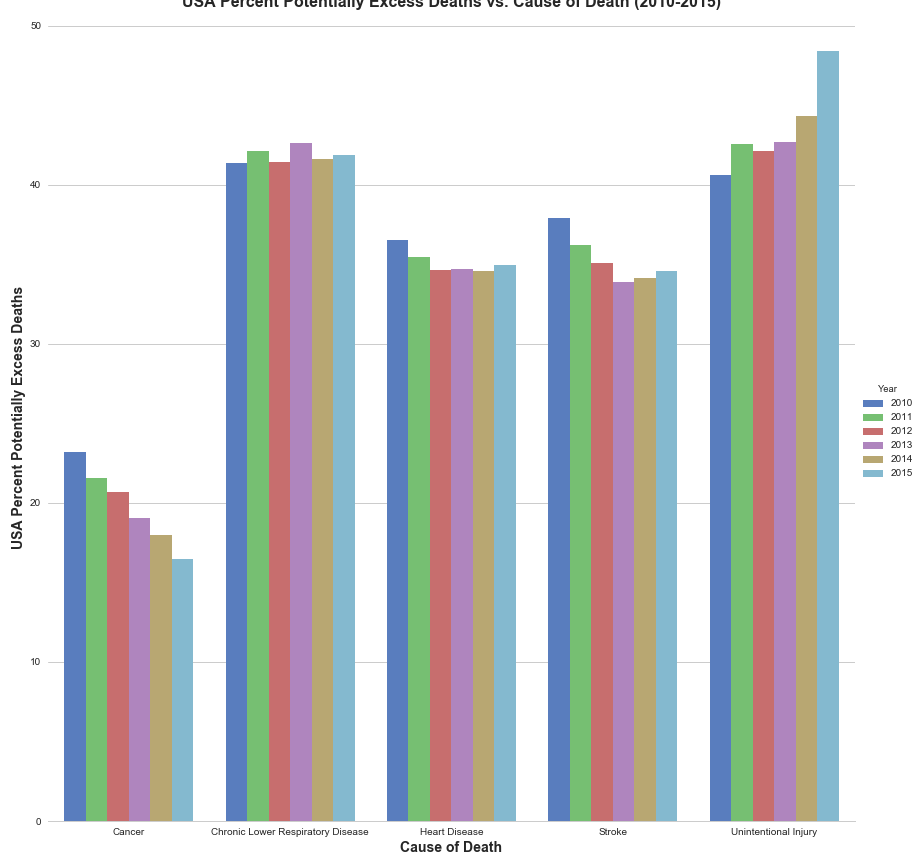 USA Percent Potentially Excess Deaths vs. Cause of Death (2010-2015)
50
40
30
20
10
0
USA Percent Potentially Excess Deaths
Cancer
Chronic Lower Respiratory Disease
Heart Disease
Stroke
Unintentional Injury
Cause of Death
Year
2010
2011
2012
2013
2014
2015